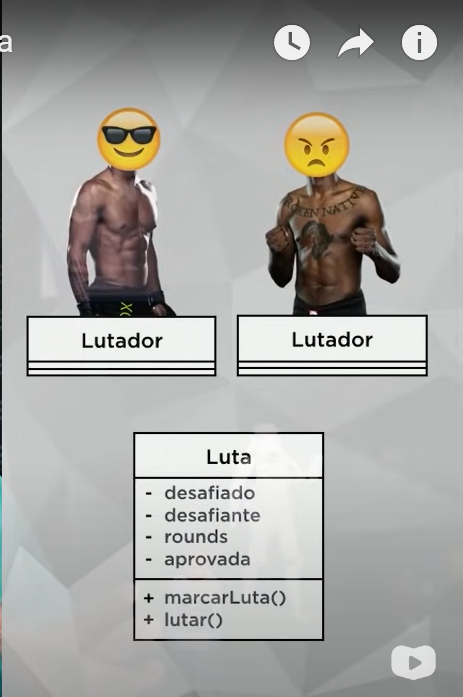 a
Lutador
Lutador
Luta
- desafiado
- desafiante
- rounds
- aprovada
+ marcarLuta()
+ lutar()